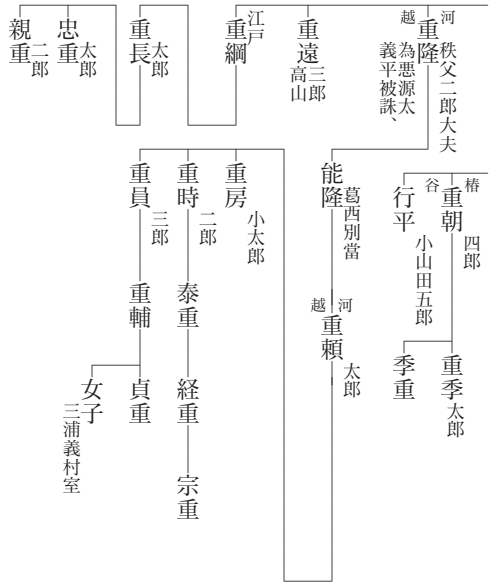 河越
重隆
秩父二郎大夫
為悪源太
義平被誅、
重遠
三郎
高山
江戸
重綱
重長
太郎
忠重
太郎
親重
二郎
椿谷
重朝
四郎
行平
小山田五郎
重季
太郎
季重
能隆
葛西別當
河越
重頼
太郎
重房
小太郎
重時
二郎
泰重
経重
宗重
重員
三郎
重輔
貞重
女子
三浦義村室